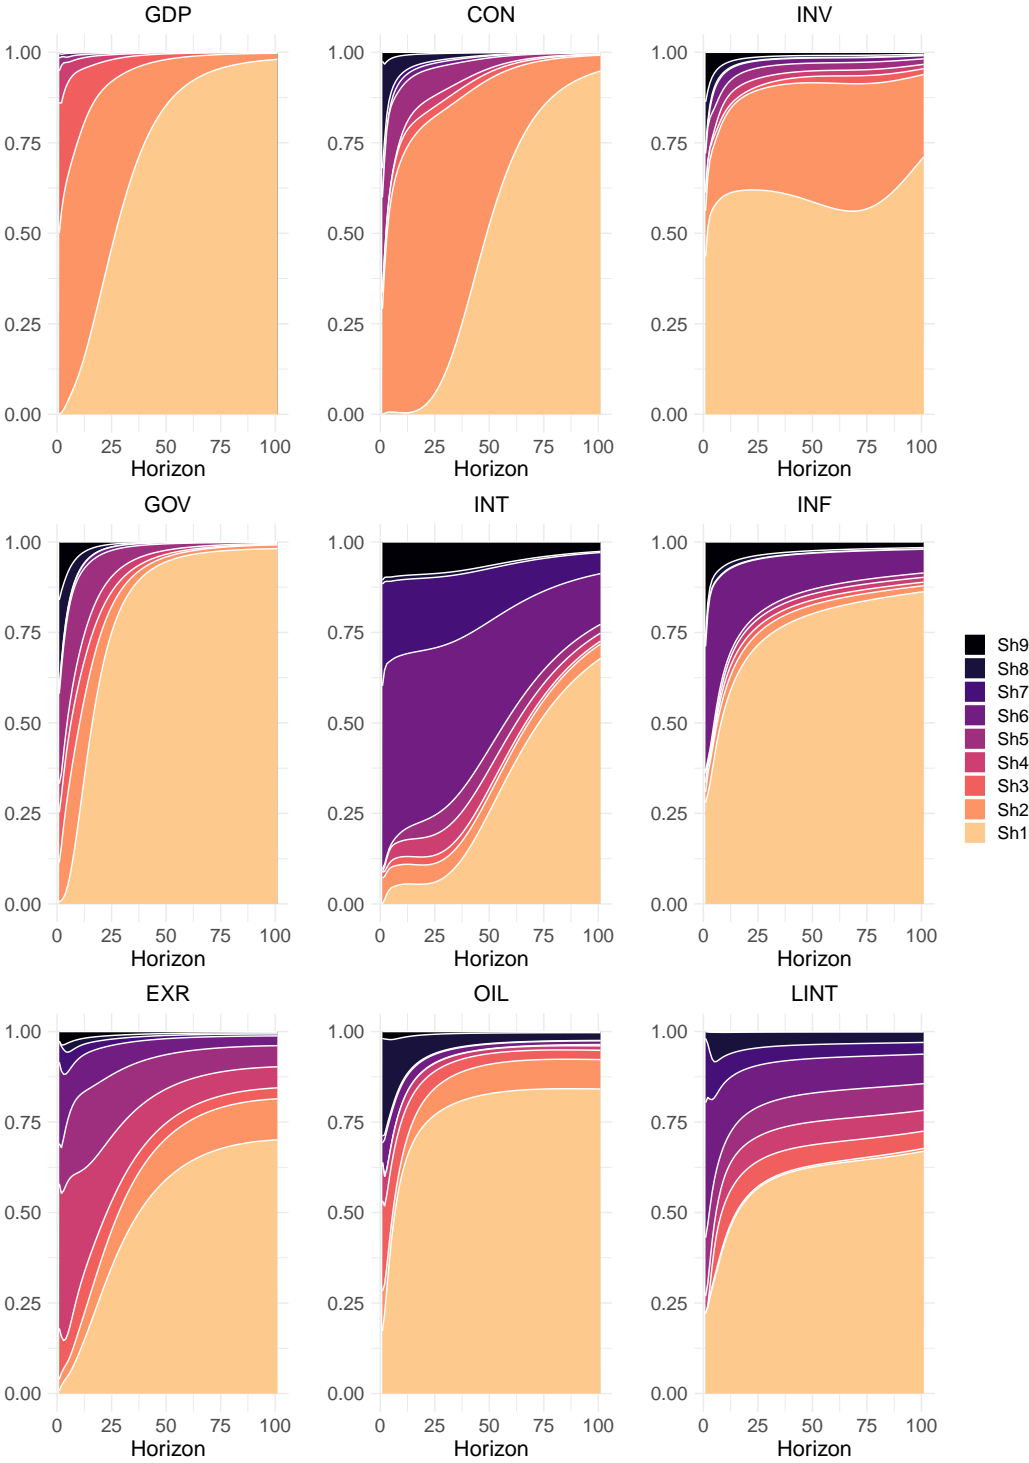 GDP CON INV
1.00 1.00 1.00
0.75 0.75 0.75
0.50 0.50 0.50
0.25 0.25 0.25
0.00 0.00 0.00
0 25 50 75 100 0 25 50 75 100 0 25 50 75 100
Horizon Horizon Horizon
GOV INT INF
1.00 1.00 1.00
0.75 0.75 0.75
0.50 0.50 0.50
0.25 0.25 0.25
0.00 0.00 0.00
0 25 50 75 100 0 25 50 75 100 0 25 50 75 100
Horizon Horizon Horizon
Sh9
Sh8
Sh7
Sh6
Sh5
Sh4
Sh3
Sh2
Sh1
EXR OIL LINT
1.00 1.00 1.00
0.75 0.75 0.75
0.50 0.50 0.50
0.25 0.25 0.25
0.00 0.00 0.00
0 25 50 75 100 0 25 50 75 100 0 25 50 75 100
Horizon Horizon Horizon